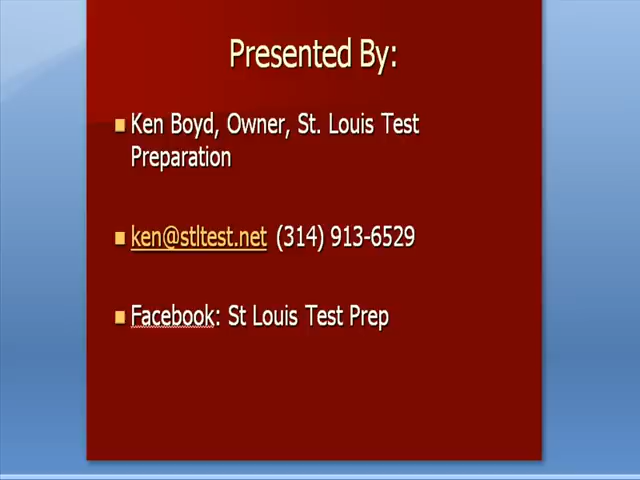 Presented By:
Ken Boyd, Owner, St. Louis Test
Preparation
ken@stltest.net (314) 913-6529
Facebook: St Louis Test Prep